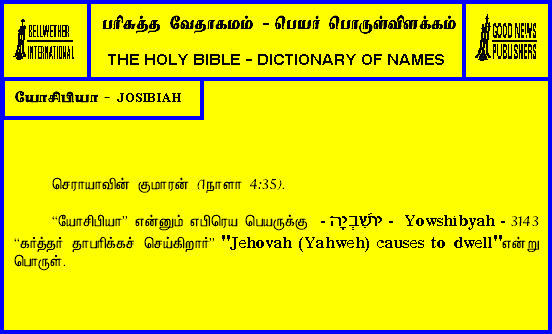 BELLWETHER
INTERNATIONAL
பரிசுத்த வேதாகமம் - பெயர் பொருள்விளக்கம்
THE HOLY BIBLE - DICTIONARY OF NAMES
GOOD NEWS
PUBLISHERS
யோசிபியா - JOSIBIAH
செராயாவின் குமாரன் (1நாளா 4:35).
“யோசிபியா” என்னும் எபிரெய பெயருக்கு - יוֹשִׁבְיָה - Yowshibyah - 3143
“கர்த்தர் தாபரிக்கச் செய்கிறார்” "Jehovah (Yahweh) causes to dwell"என்று
பொருள்.